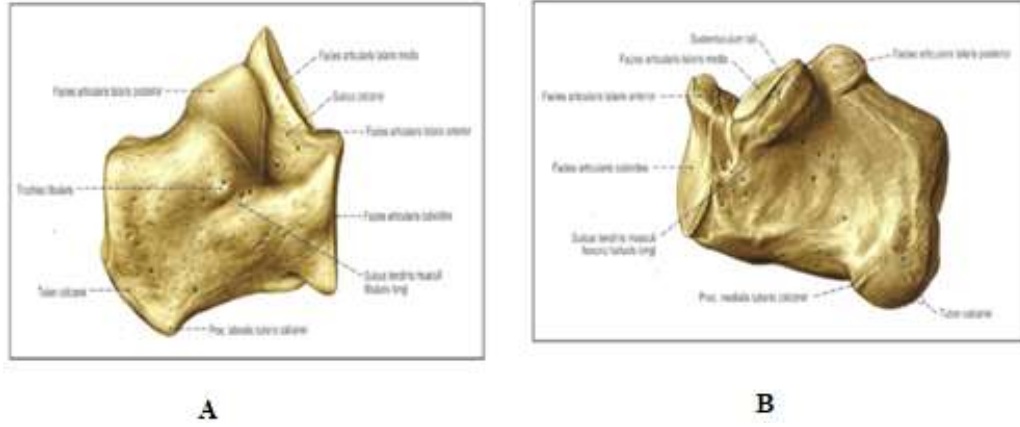 Facies articularis talaris media
Facies articularis talaris posterior
Sulcus calcanei
Facies articularis talaris anterior
Trochlea fibularis
Facies articularis cuboidea
Sulcus tendinis musculi
fibularis longi
Tuber calcanei
Proc. lateralis tuberis calcanei
A
Sustentaculum tali
Facies articularis talaris media
Facies articularis talaris posterior
Facies articularis talaris anterior
Facies articularis cuboidea
Sulcus tendinis musculi
flexoris hallucis longi
Proc. medialis tuberis calcanei
Tuber calcanei
B